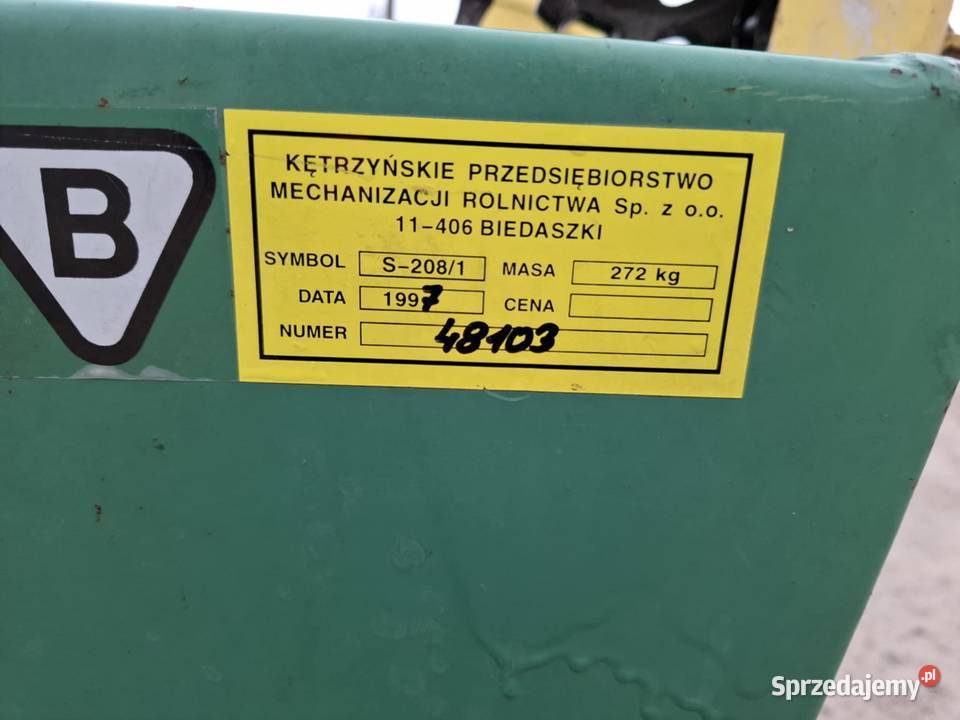 B
KĘTRZYŃSKIE PRZEDSIĘBIORSTWO
MECHANIZACJI ROLNICTWA Sp. z o.o.
11-406 BIEDASZKI
SYMBOL S-208/1 MASA 272 kg
DATA 1997 CENA
NUMER 48103
Sprzedajemy.pl